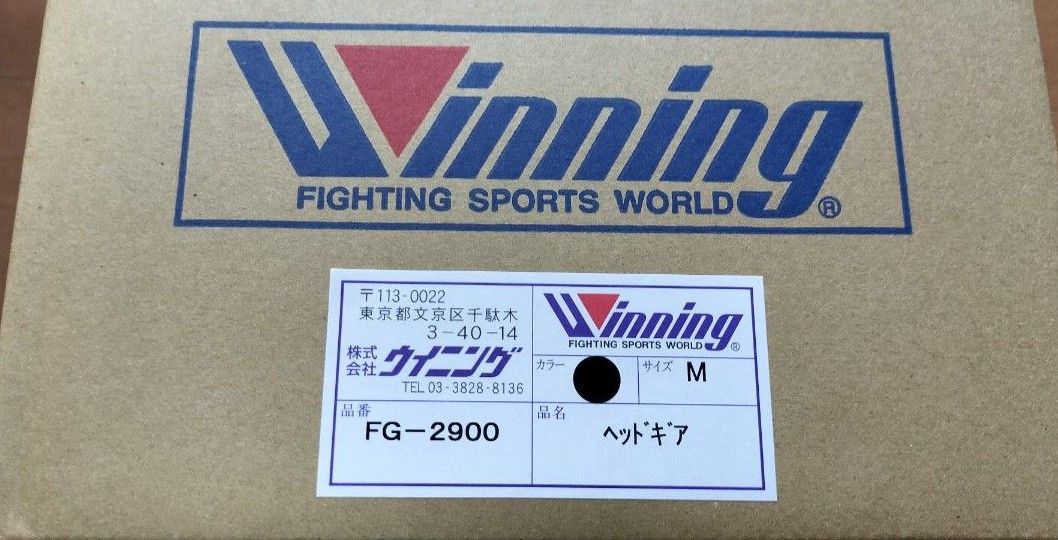 Winning
FIGHTING SPORTS WORLD®
〒113-0022
東京都文京区千駄木
3-40-14
株式会社 ウイニング
TEL 03-3828-8136
Winning
FIGHTING SPORTS WORLD®
カラー
サイズ M
品番
FG-2900
品名
ヘッドギア